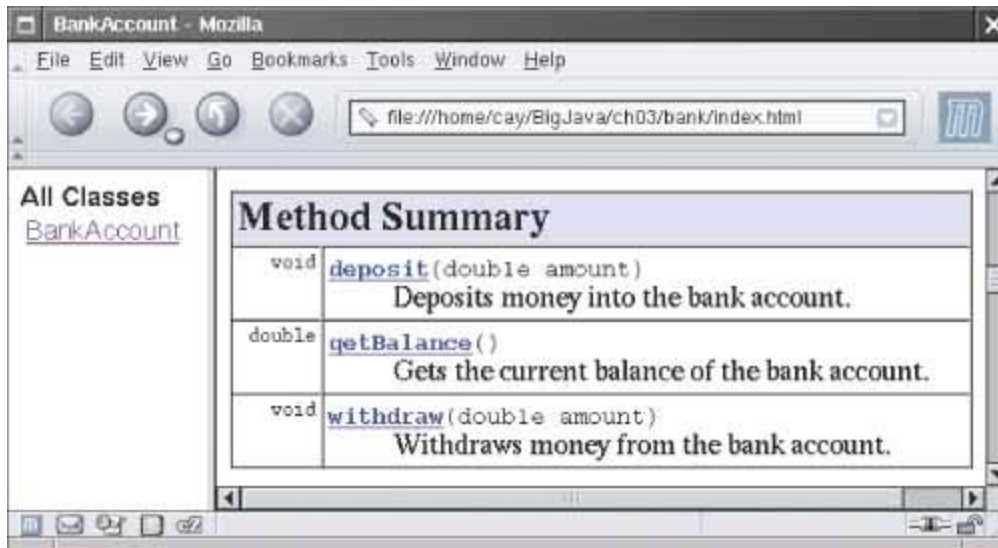 BankAccount - Mozilla
File Edit View Go Bookmarks Tools Window Help
file:///home/cay/BigJava/ch03/bank/index.html
All Classes
BankAccount
Method Summary
void deposit(double amount)
Deposits money into the bank account.
double getBalance()
Gets the current balance of the bank account.
void withdraw(double amount)
Withdraws money from the bank account.